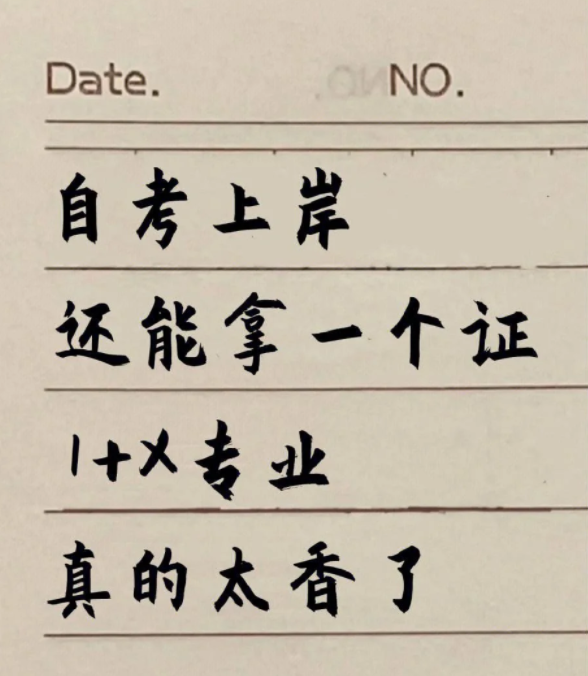 Date. NO.
自考上岸
还能拿一个证
1+X专业
真的太香了